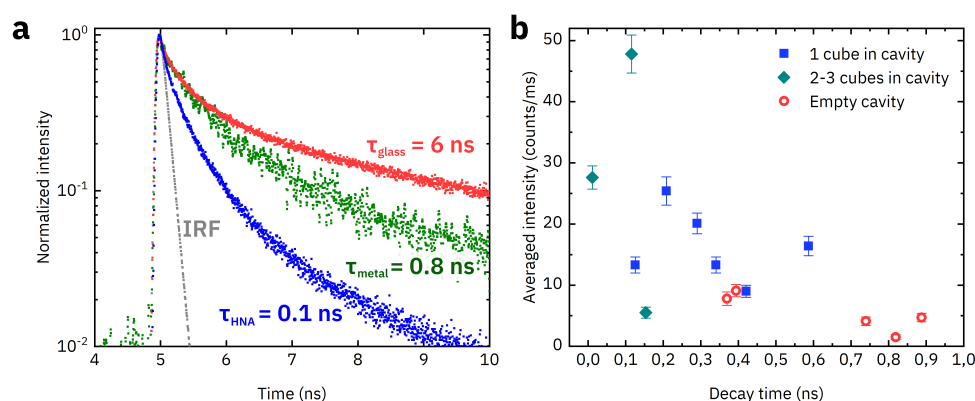 a
10⁰
10⁻¹
10⁻²
Normalized intensity
τglass = 6 ns
IRF
τmetal = 0.8 ns
τHNA = 0.1 ns
4 5 6 7 8 9 10
Time (ns)
b
50
40
30
20
10
0
Averaged intensity (counts/ms)
1 cube in cavity
2-3 cubes in cavity
Empty cavity
0,0 0,1 0,2 0,3 0,4 0,5 0,6 0,7 0,8 0,9 1,0
Decay time (ns)